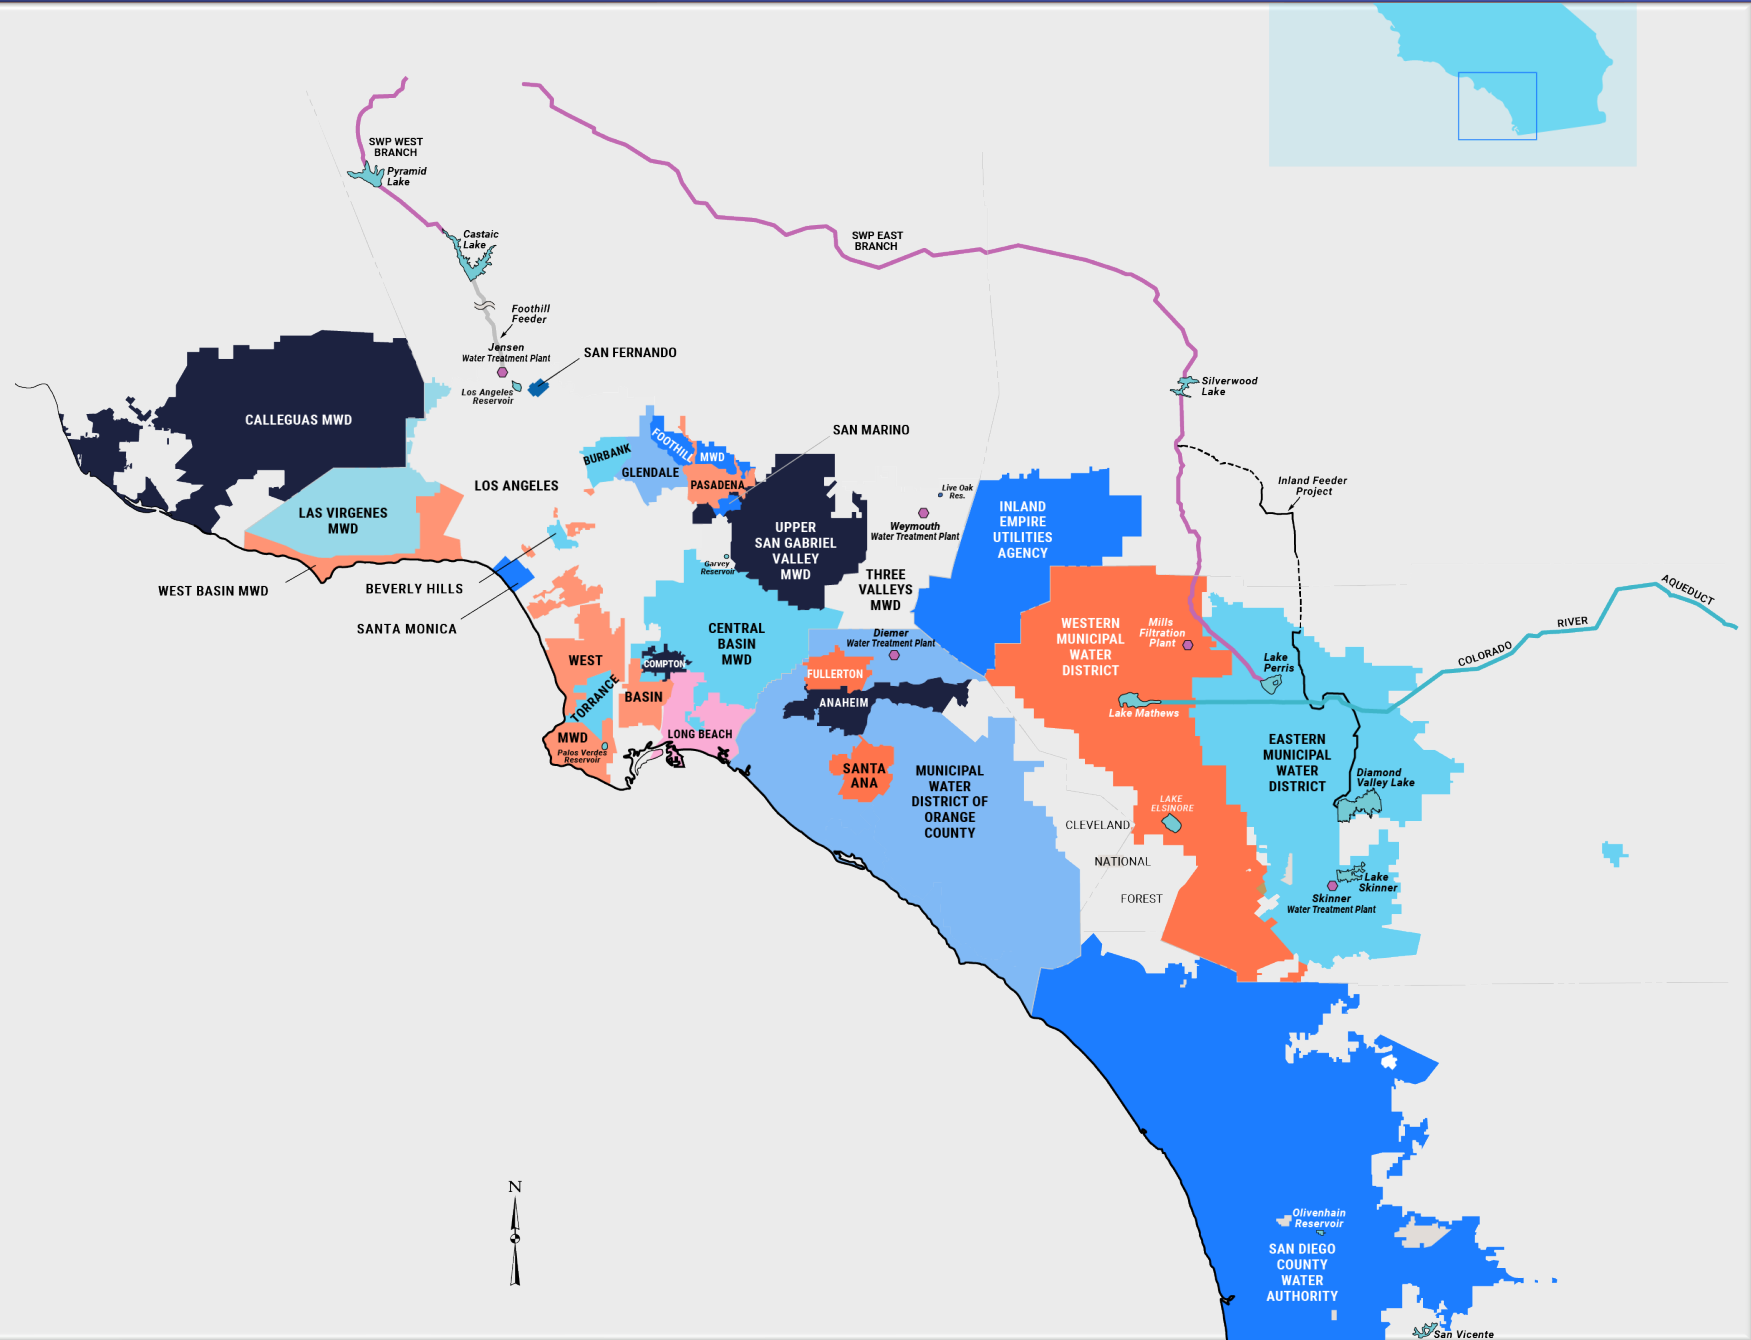 SWP WEST
BRANCH
Pyramid
Lake
Castaic
Lake
SWP EAST
BRANCH
Foothill
Feeder
Jensen
Water Treatment Plant
SAN FERNANDO
Los Angeles
Reservoir
Silverwood
Lake
CALLEGUAS MWD
SAN MARINO
BURBANK
FOOTHILL
MWD
GLENDALE
PASADENA
LOS ANGELES
Live Oak
Res.
Inland Feeder
Project
LAS VIRGENES
MWD
Weymouth
Water Treatment Plant
INLAND
EMPIRE
UTILITIES
AGENCY
UPPER
SAN GABRIEL
VALLEY
MWD
Garvey
Reservoir
WEST BASIN MWD
BEVERLY HILLS
THREE
VALLEYS
MWD
SANTA MONICA
COLORADO
RIVER
AQUEDUCT
CENTRAL
BASIN
MWD
Diemer
Water Treatment Plant
WESTERN
MUNICIPAL
WATER
DISTRICT
Mills
Filtration
Plant
WEST
COMPTON
FULLERTON
Lake
Perris
TORRANCE
BASIN
ANAHEIM
Lake Mathews
MWD
LONG BEACH
Palos Verdes
Reservoir
SANTA
ANA
MUNICIPAL
WATER
DISTRICT OF
ORANGE
COUNTY
EASTERN
MUNICIPAL
WATER
DISTRICT
Diamond
Valley Lake
LAKE
ELSINORE
CLEVELAND
NATIONAL
FOREST
Lake
Skinner
Skinner
Water Treatment Plant
N
Olivenhain
Reservoir
SAN DIEGO
COUNTY
WATER
AUTHORITY
San Vicente